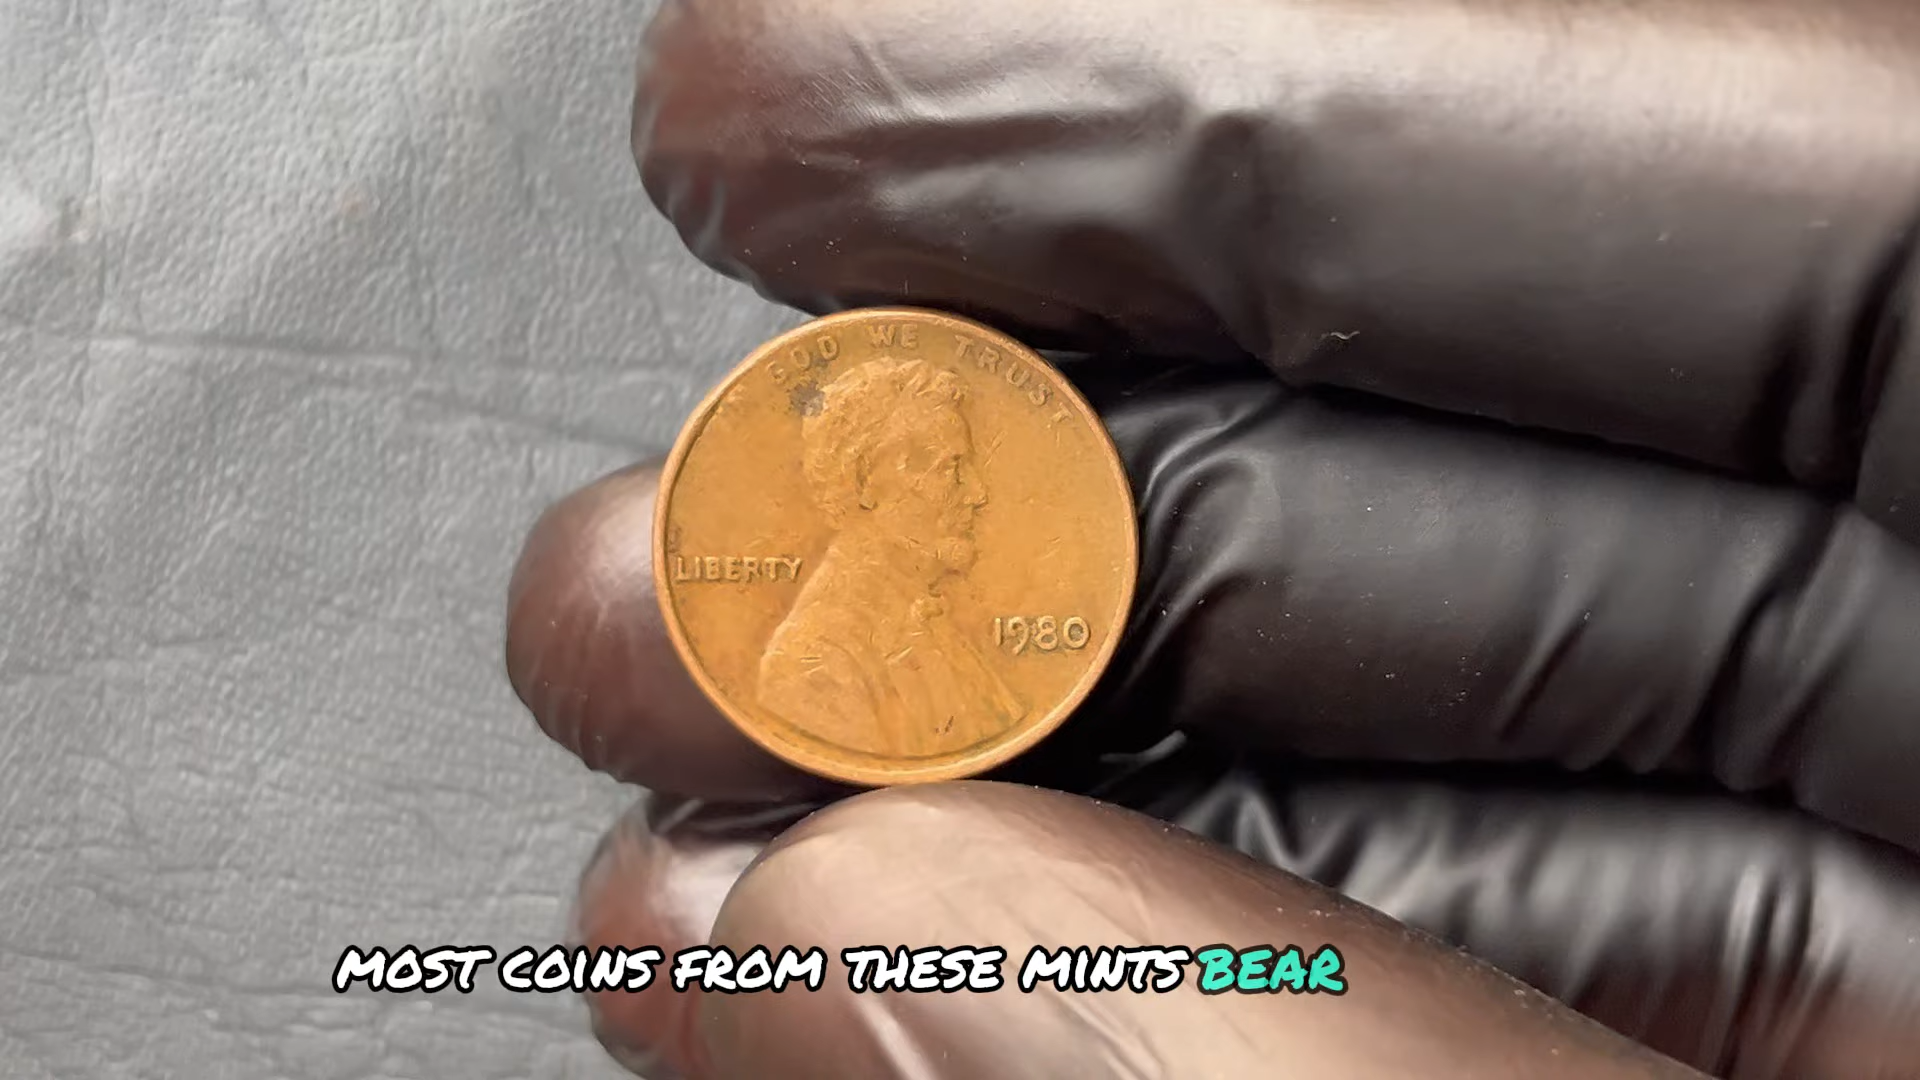 GOD WE TRUST
LIBERTY
1980
MOST COINS FROM THESE MINTS BEAR